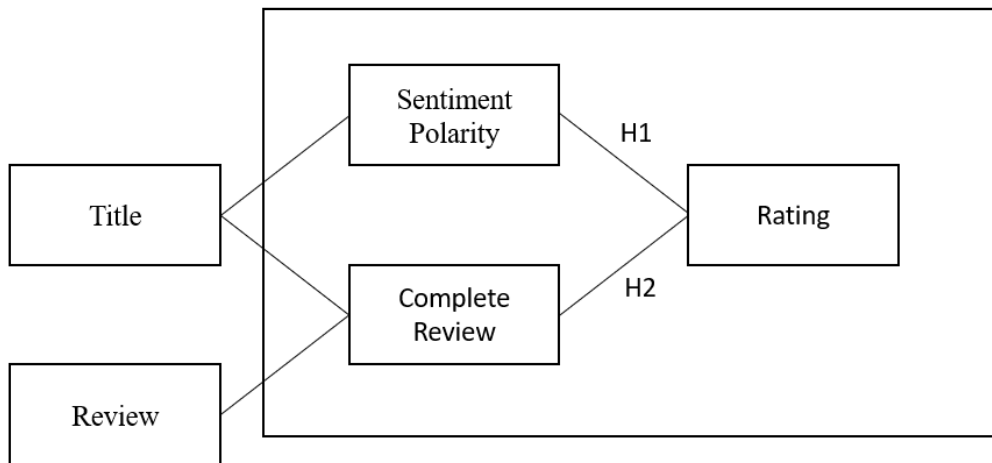 Sentiment
Polarity
H1
Title
Rating
Complete
Review
H2
Review